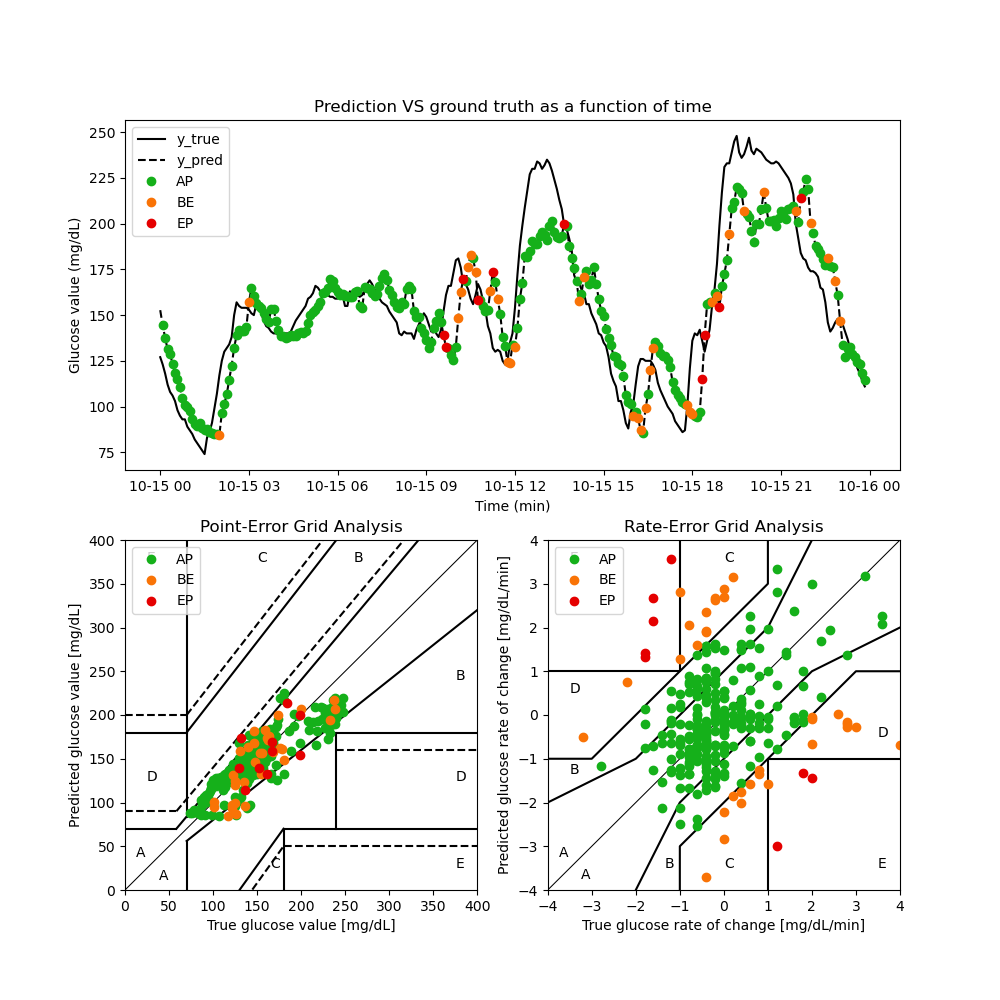 Prediction VS ground truth as a function of time
Glucose value (mg/dL)
250
225
200
175
150
125
100
75
y_true
y_pred
AP
BE
EP
10-15 00 10-15 03 10-15 06 10-15 09 10-15 12 10-15 15 10-15 18 10-15 21 10-16 00
Time (min)
Point-Error Grid Analysis
Predicted glucose value [mg/dL]
400
350
300
250
200
150
100
50
0
AP
BE
EP
C
B
B
D
D
A
A
C
E
0 50 100 150 200 250 300 350 400
True glucose value [mg/dL]
Rate-Error Grid Analysis
Predicted glucose rate of change [mg/dL/min]
4
3
2
1
0
−1
−2
−3
−4
AP
BE
EP
C
D
D
B
A
A
B
C
E
−4 −3 −2 −1 0 1 2 3 4
True glucose rate of change [mg/dL/min]